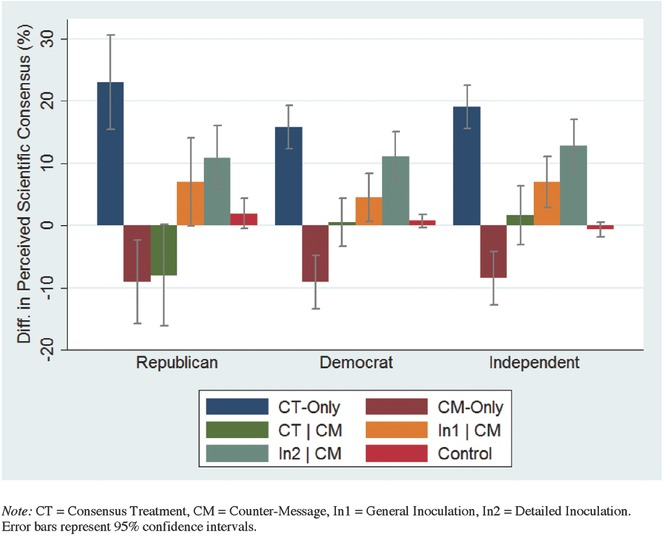 Diff. in Perceived Scientific Consensus (%)
30
20
10
0
-10
-20
Republican Democrat Independent
CT-Only CM-Only
CT | CM In1 | CM
In2 | CM Control
Note: CT = Consensus Treatment, CM = Counter-Message, In1 = General Inoculation, In2 = Detailed Inoculation.
Error bars represent 95% confidence intervals.